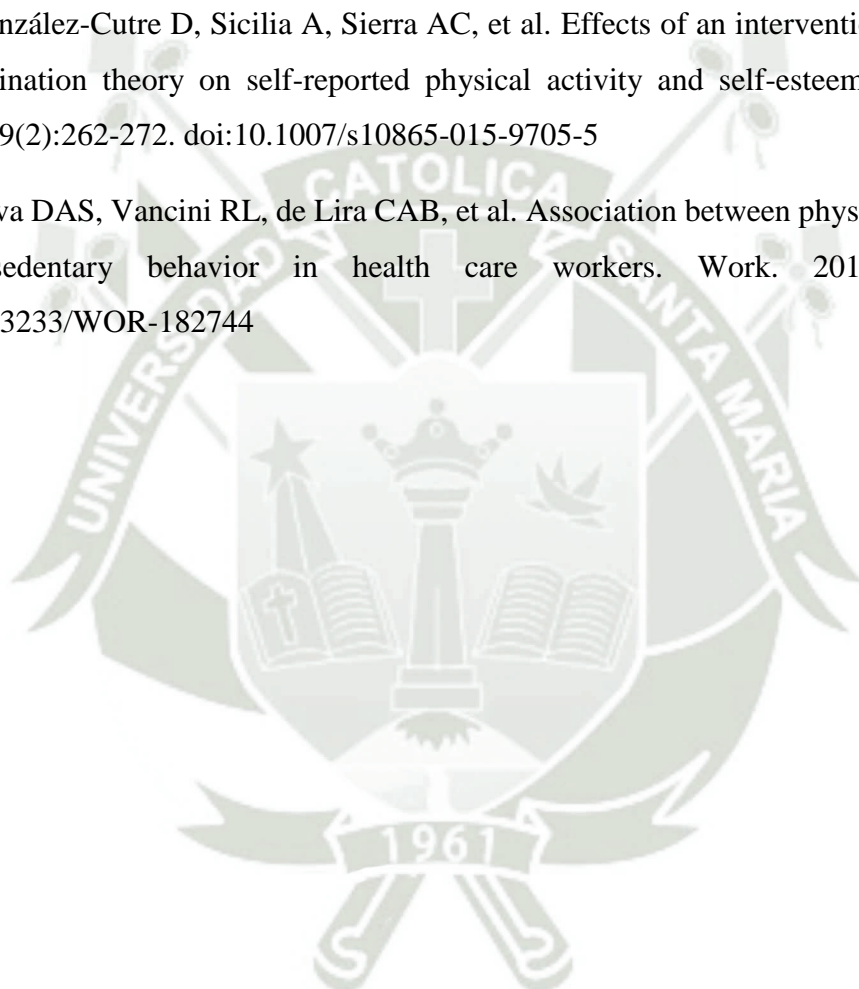 nzález-Cutre D, Sicilia A, Sierra AC, et al. Effects of an interventi
ination theory on self-reported physical activity and self-esteem
9(2):262-272. doi:10.1007/s10865-015-9705-5
va DAS, Vancini RL, de Lira CAB, et al. Association between phys
sedentary behavior in health care workers. Work. 201
3233/WOR-182744
UNIVERSIDAD CATOLICA SANTA MARIA
1961